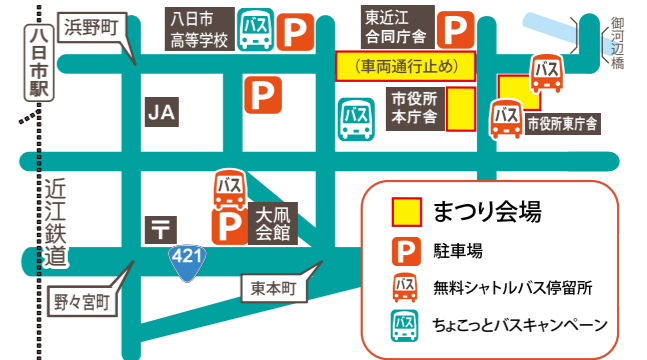 浜野町
八日市
高等学校
バス
P
東近江
合同庁舎
P
御河辺橋
八日市駅
(車両通行止め)
バス
P
JA
バス
市役所
本庁舎
バス
市役所東庁舎
近江鉄道
バス
P
大凧
会館
〒
421
東本町
野々宮町
まつり会場
P
駐車場
バス
無料シャトルバス停留所
バス
ちょこっとバスキャンペーン